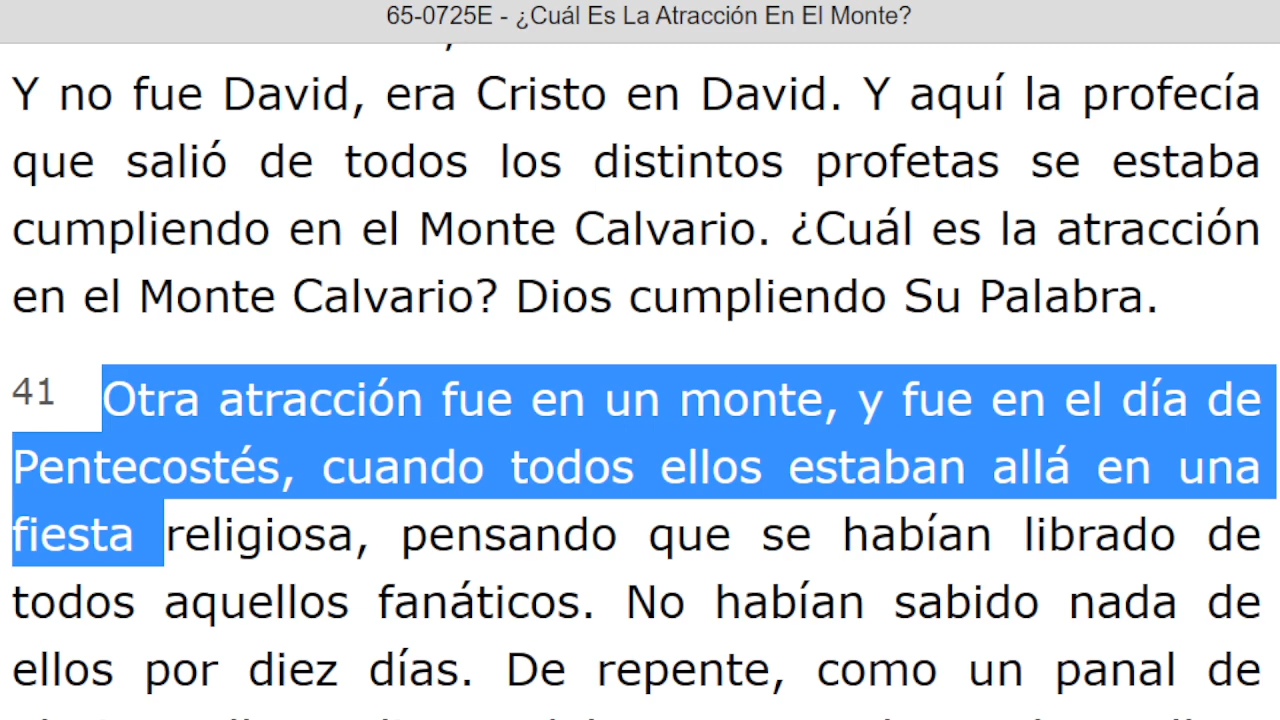 65-0725E - ¿Cuál Es La Atracción En El Monte?
Y no fue David, era Cristo en David. Y aquí la profecía
que salió de todos los distintos profetas se estaba
cumpliendo en el Monte Calvario. ¿Cuál es la atracción
en el Monte Calvario? Dios cumpliendo Su Palabra.
41 Otra atracción fue en un monte, y fue en el día de
Pentecostés, cuando todos ellos estaban allá en una
fiesta religiosa, pensando que se habían librado de
todos aquellos fanáticos. No habían sabido nada de
ellos por diez días. De repente, como un panal de